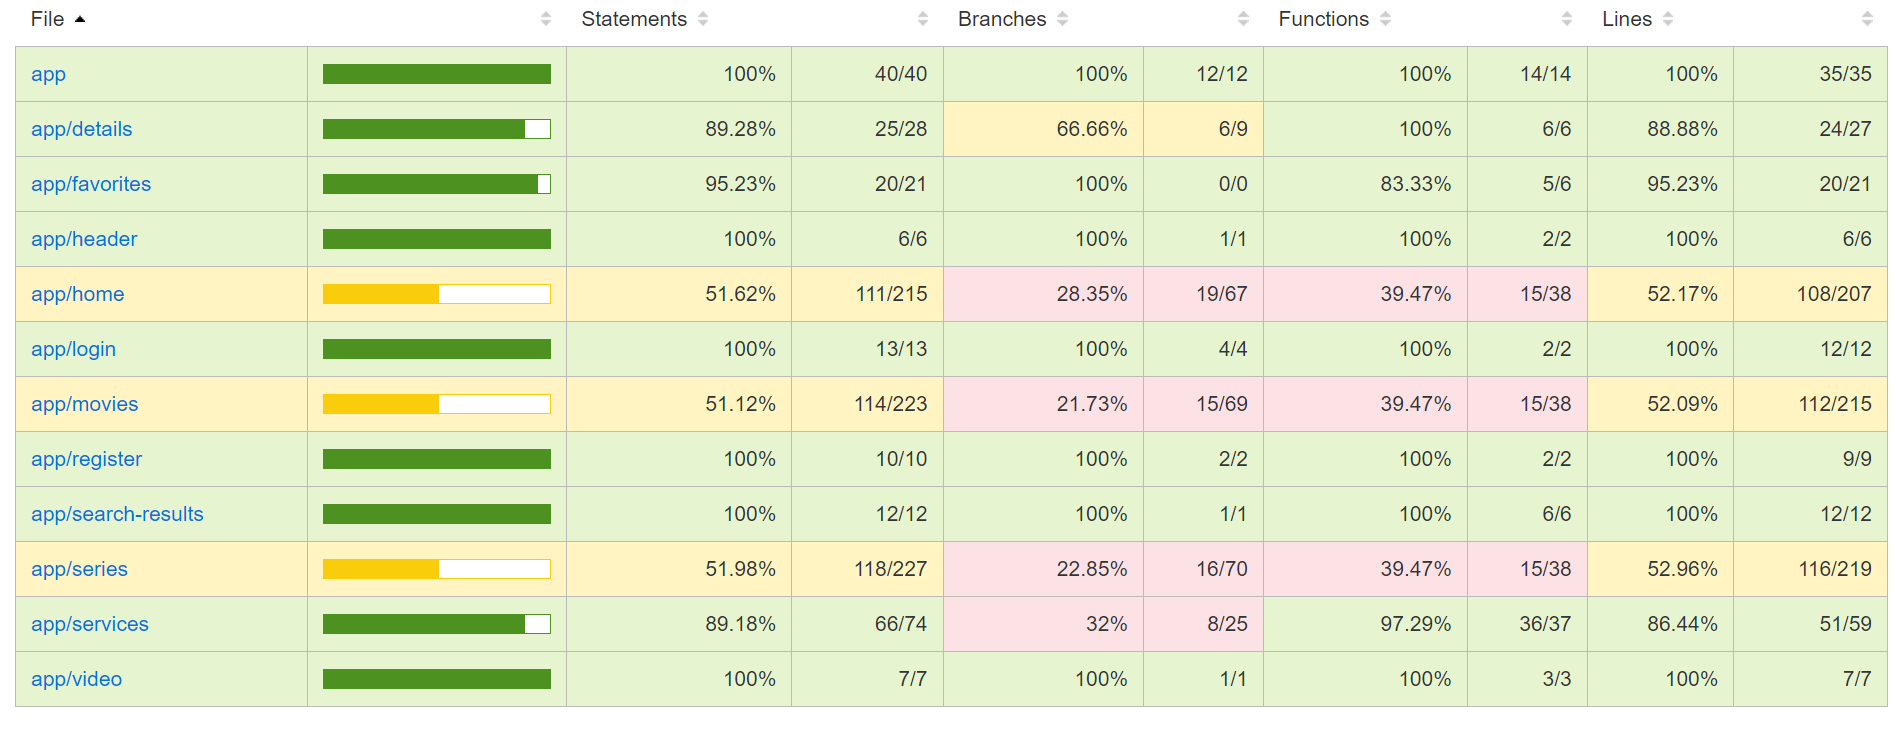 File Statements Branches Functions Lines
app 100% 40/40 100% 12/12 100% 14/14 100% 35/35
app/details 89.28% 25/28 66.66% 6/9 100% 6/6 88.88% 24/27
app/favorites 95.23% 20/21 100% 0/0 83.33% 5/6 95.23% 20/21
app/header 100% 6/6 100% 1/1 100% 2/2 100% 6/6
app/home 51.62% 111/215 28.35% 19/67 39.47% 15/38 52.17% 108/207
app/login 100% 13/13 100% 4/4 100% 2/2 100% 12/12
app/movies 51.12% 114/223 21.73% 15/69 39.47% 15/38 52.09% 112/215
app/register 100% 10/10 100% 2/2 100% 2/2 100% 9/9
app/search-results 100% 12/12 100% 1/1 100% 6/6 100% 12/12
app/series 51.98% 118/227 22.85% 16/70 39.47% 15/38 52.96% 116/219
app/services 89.18% 66/74 32% 8/25 97.29% 36/37 86.44% 51/59
app/video 100% 7/7 100% 1/1 100% 3/3 100% 7/7